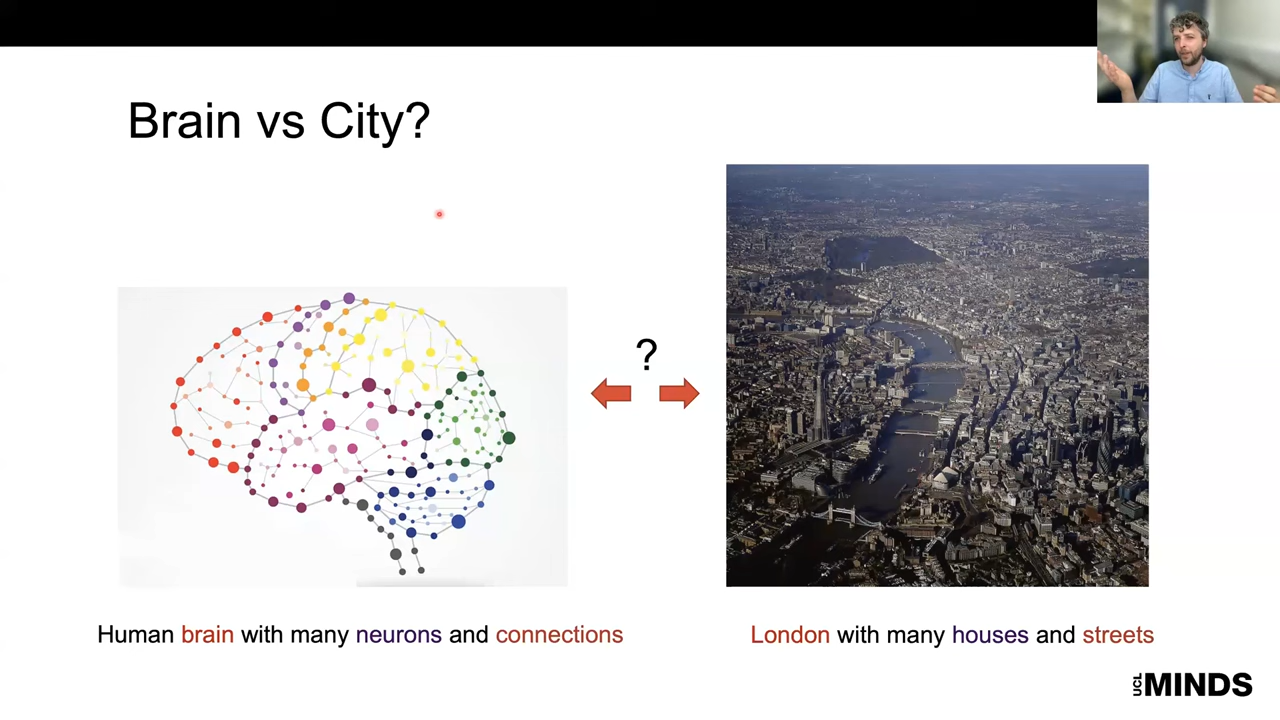 Brain vs City?
?
Human brain with many neurons and connections
London with many houses and streets
UCL MINDS